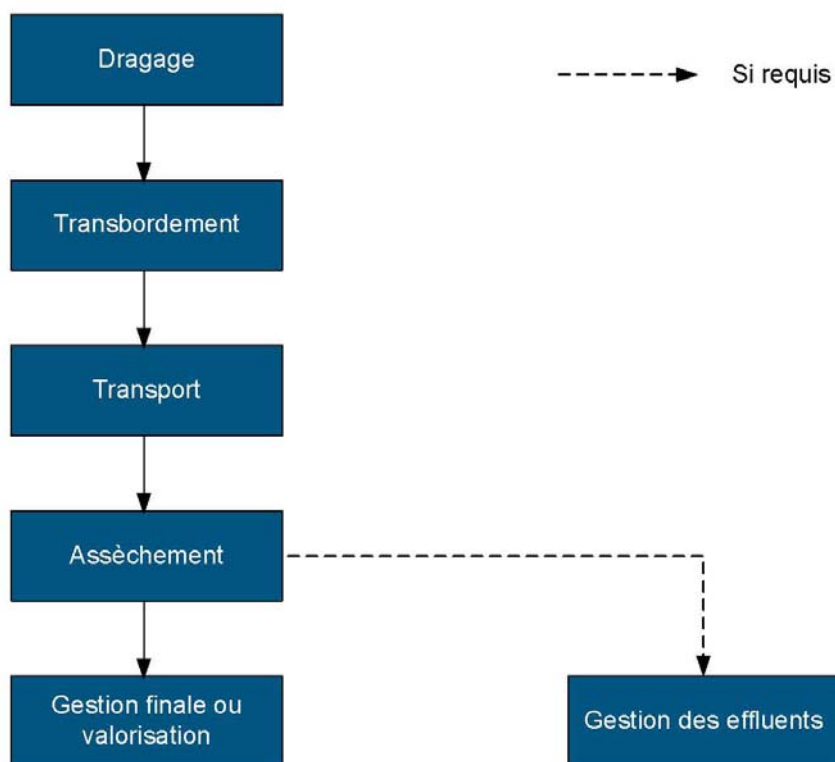 Dragage
Si requis
Transbordement
Transport
Assèchement
Gestion finale ou
valorisation
Gestion des effluents